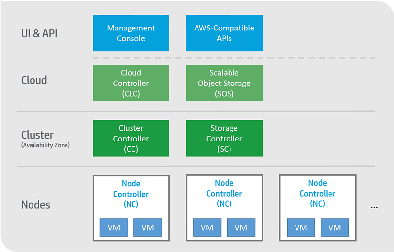 UI & API
Management
Console
AWS-Compatible
APIs
Cloud
Cloud
Controller
(CLC)
Scalable
Object Storage
(SOS)
Cluster
(Availability Zone)
Cluster
Controller
(CC)
Storage
Controller
(SC)
Nodes
Node
Controller
(NC)
VM VM
Node
Controller
(NC)
VM VM
Node
Controller
(NC)
VM VM
...